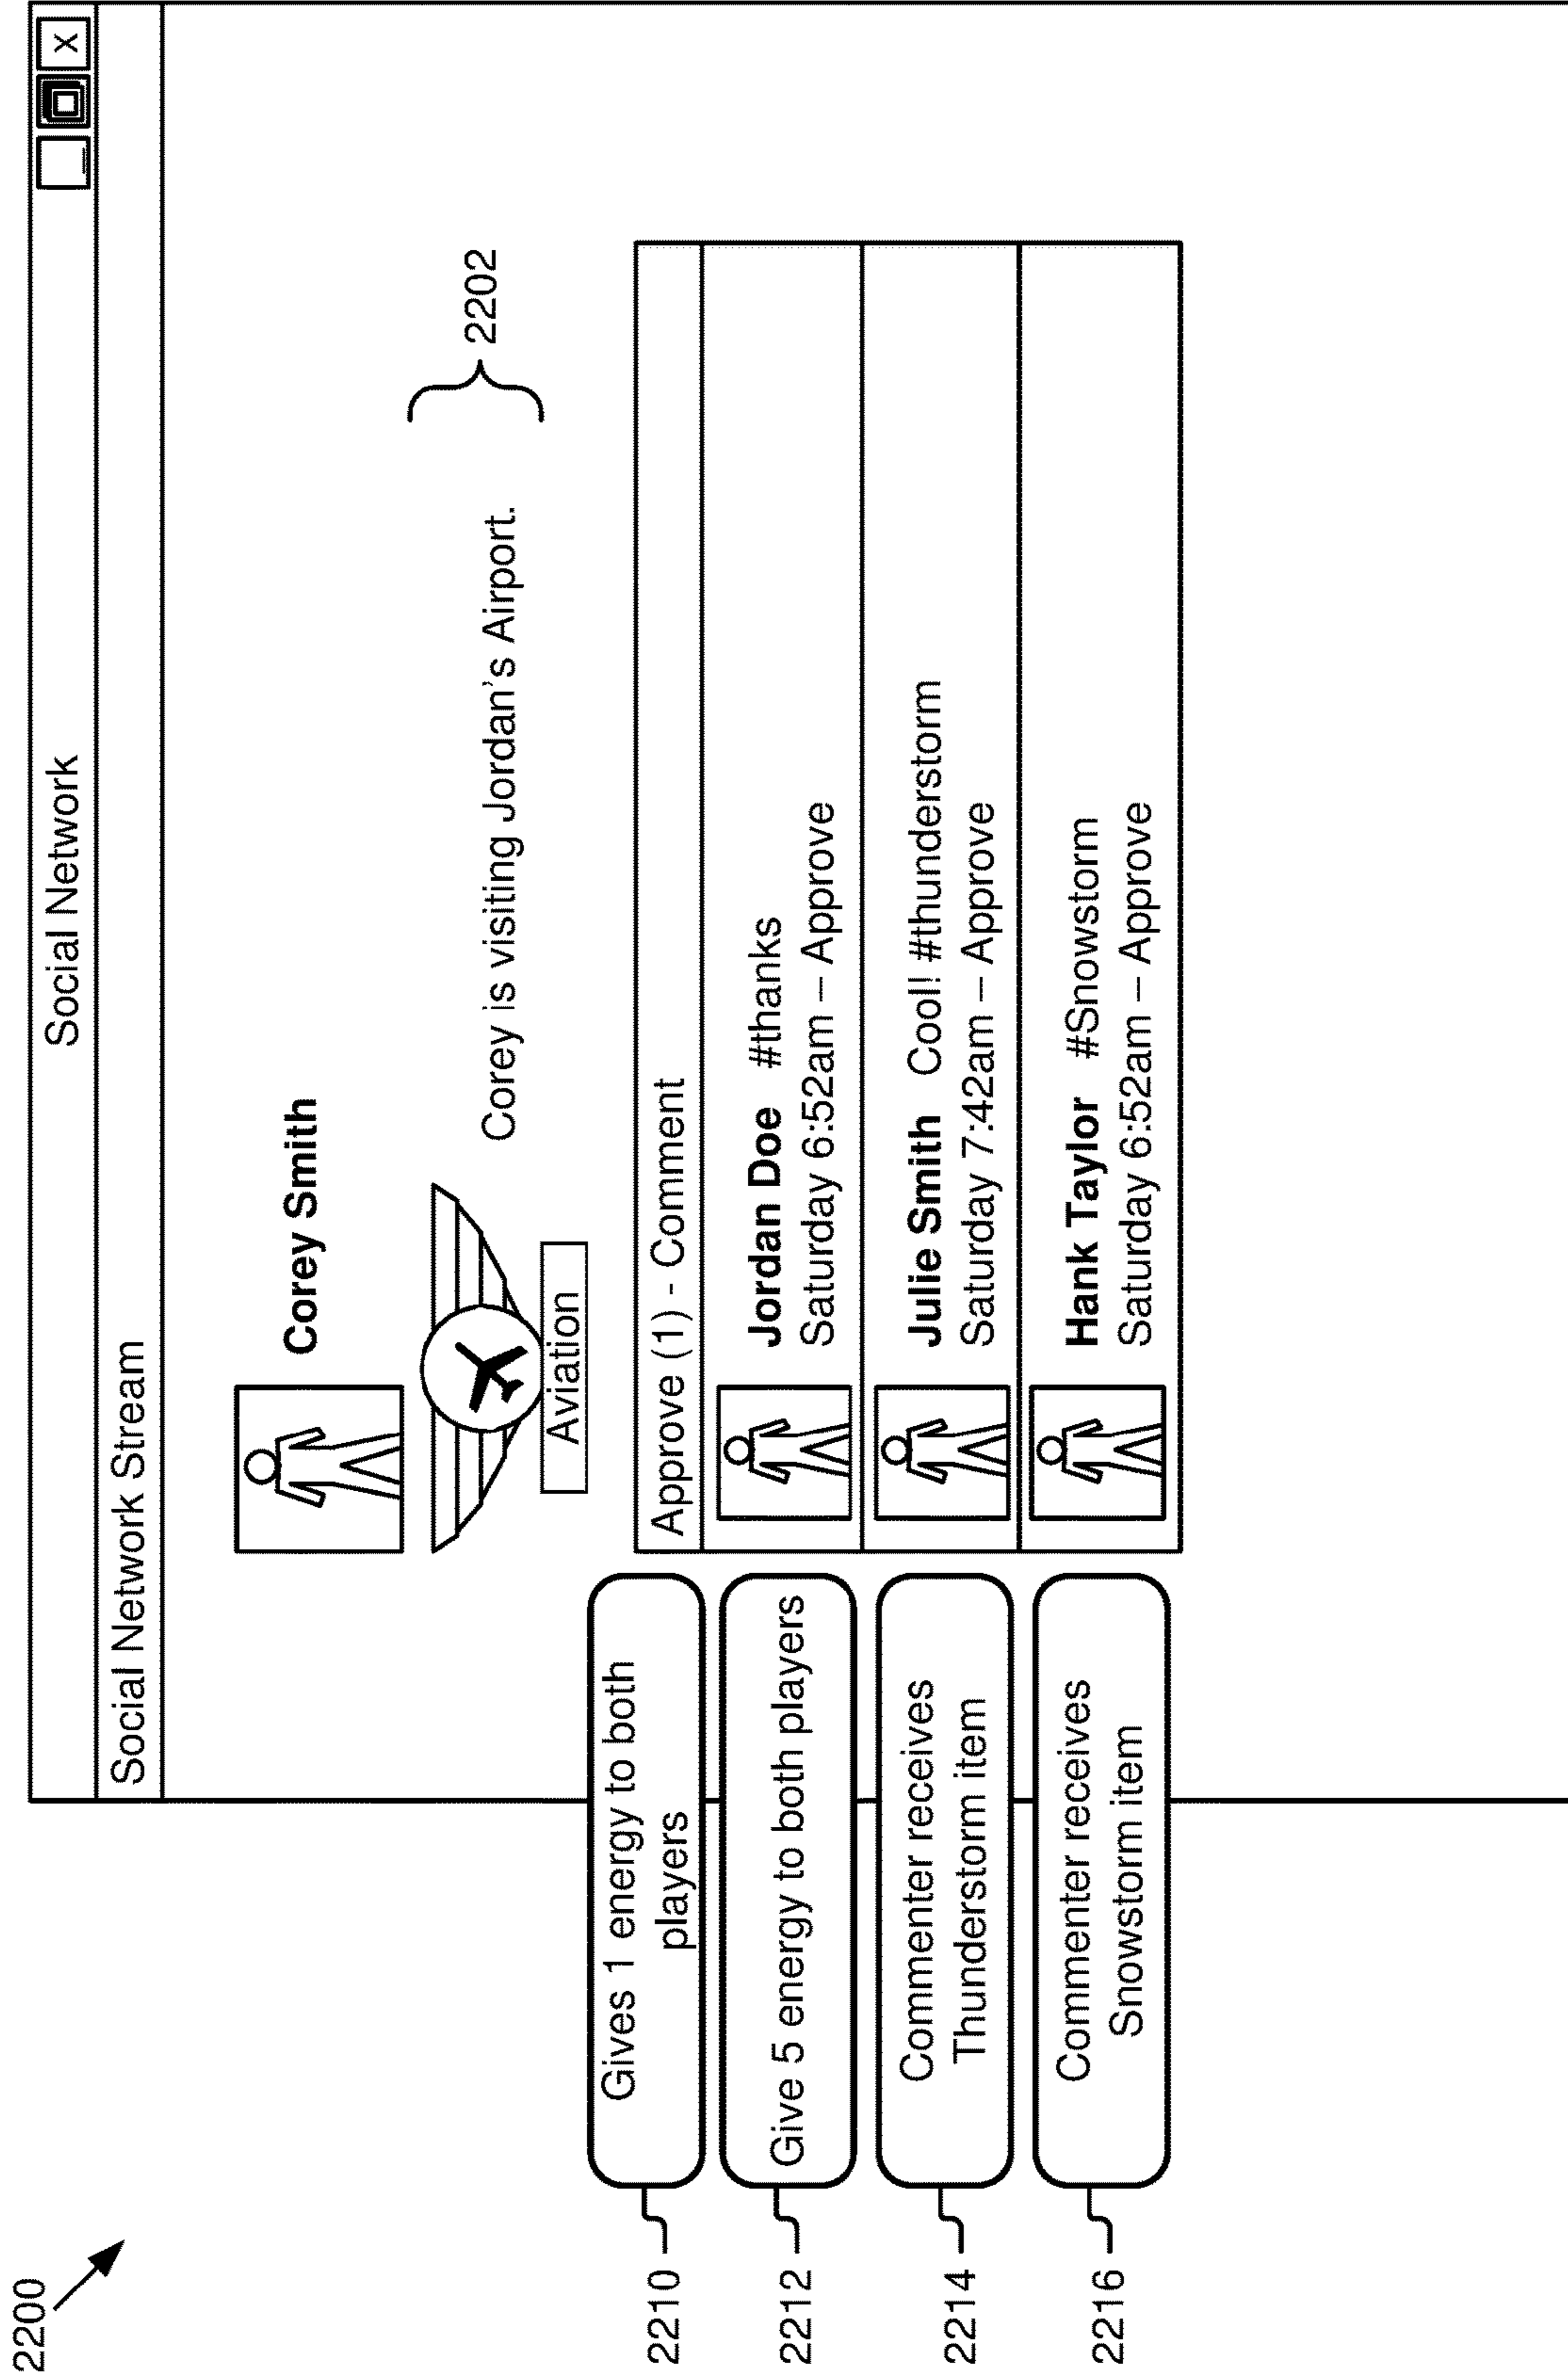 2200
Social Network
_
X
Social Network Stream
Corey Smith
Aviation
Corey is visiting Jordan's Airport.
2202
2210
Gives 1 energy to both
players
Approve (1) - Comment
2212
Give 5 energy to both players
Jordan Doe #thanks
Saturday 6:52am – Approve
2214
Commenter receives
Thunderstorm item
Julie Smith Cool! #thunderstorm
Saturday 7:42am – Approve
2216
Commenter receives
Snowstorm item
Hank Taylor #Snowstorm
Saturday 6:52am – Approve